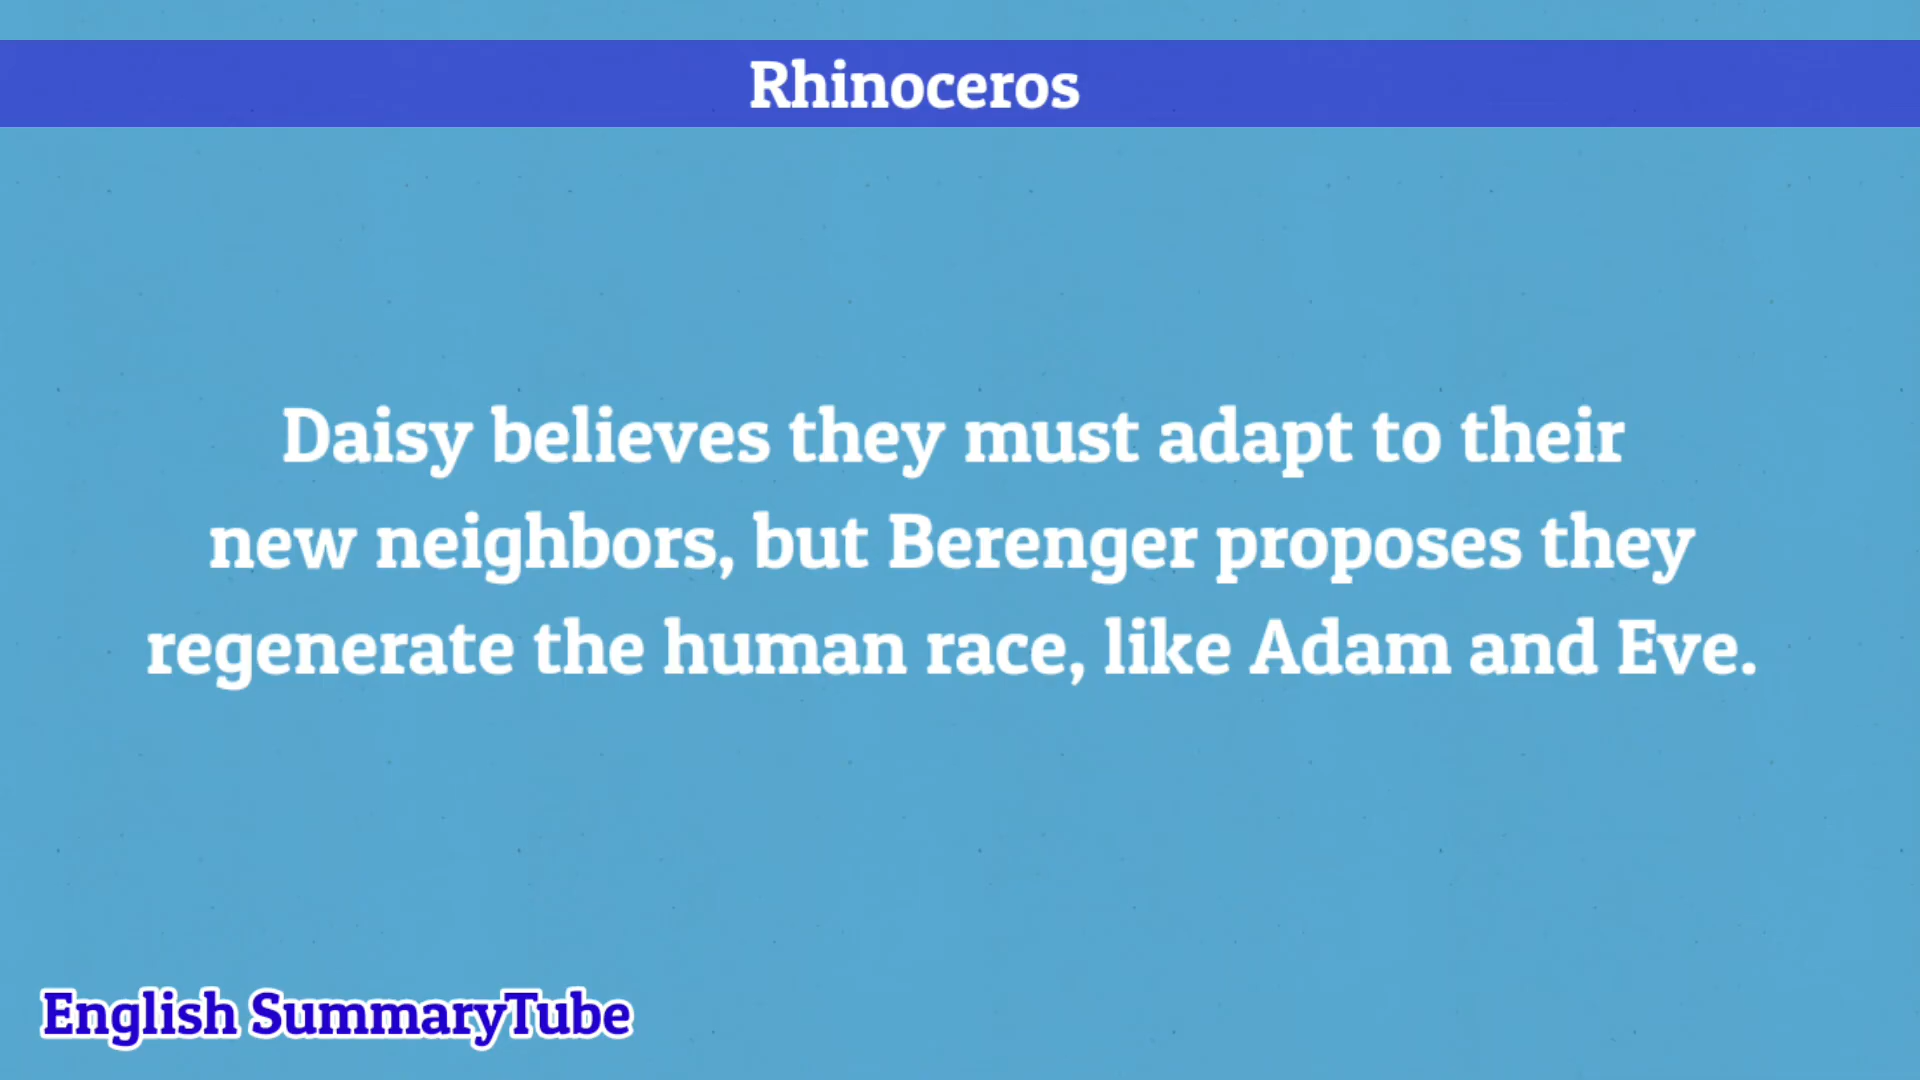 Rhinoceros
Daisy believes they must adapt to their
new neighbors, but Berenger proposes they
regenerate the human race, like Adam and Eve.
English SummaryTube